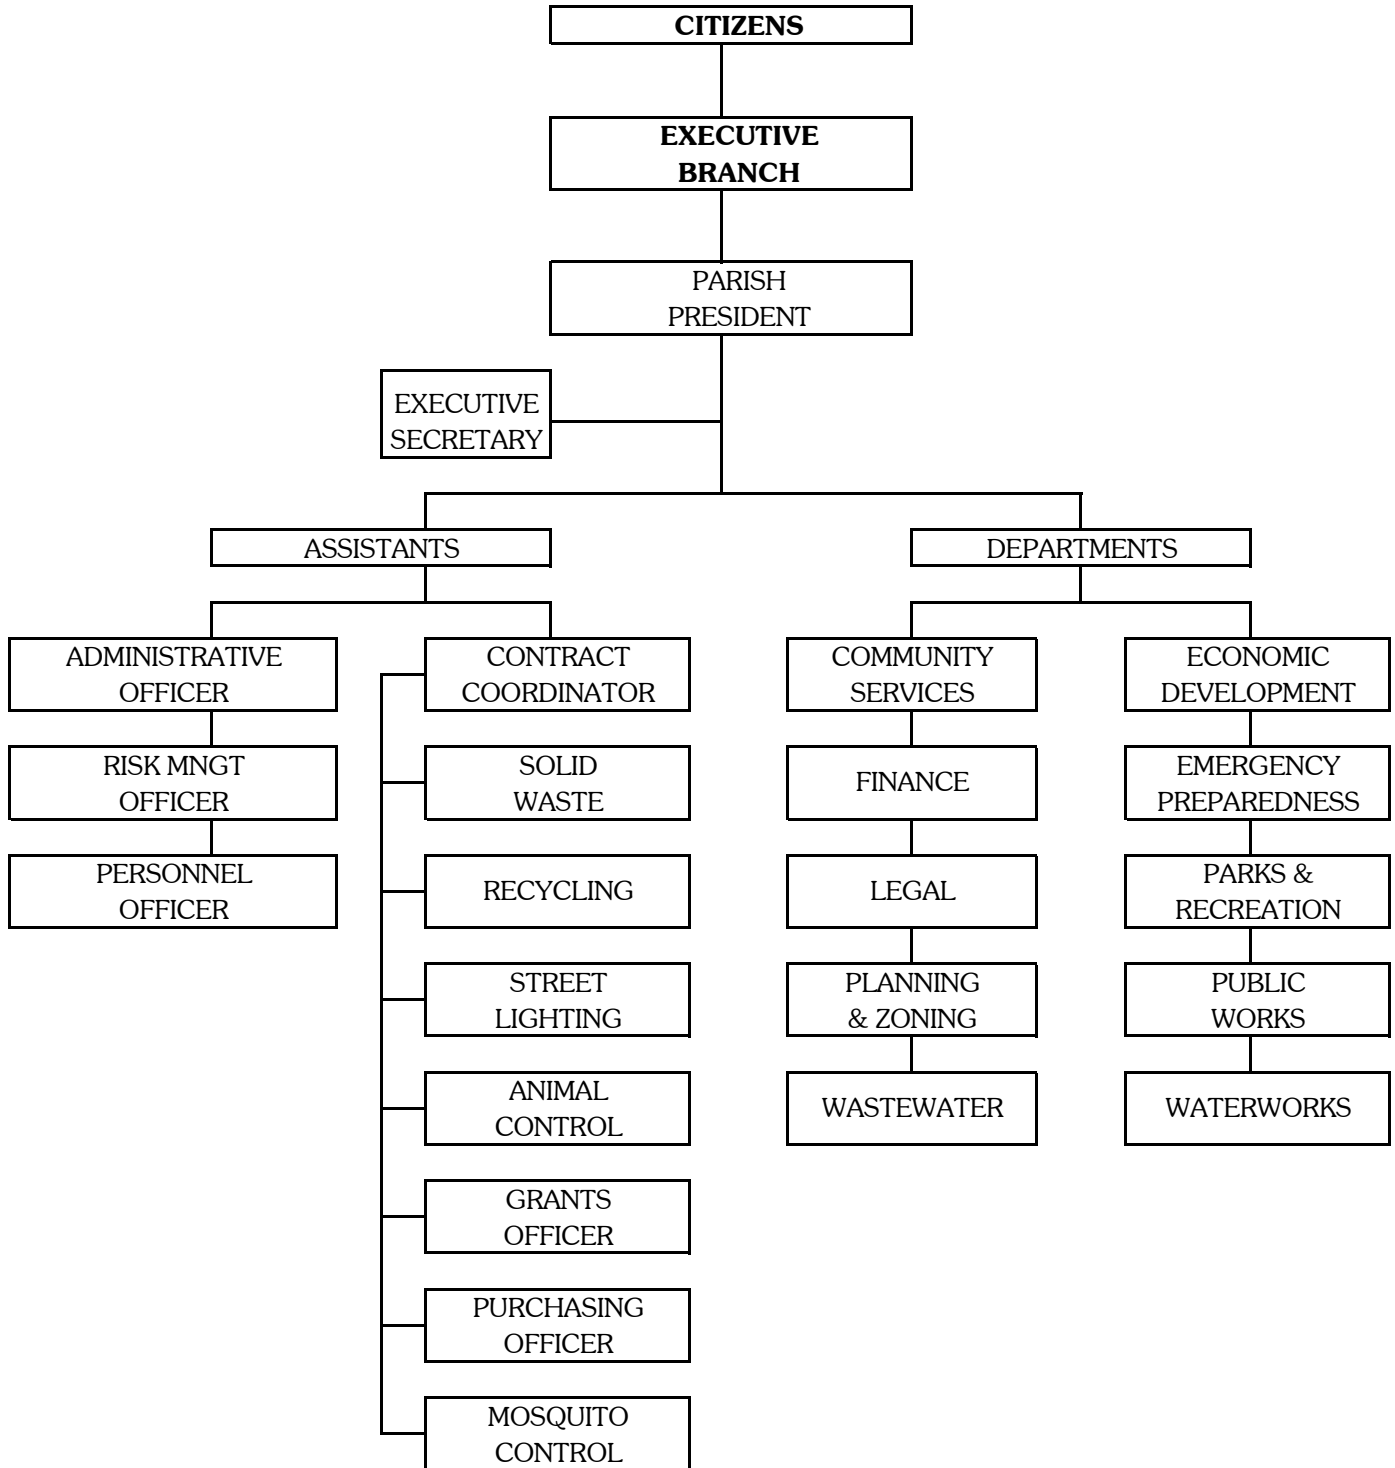 CITIZENS
EXECUTIVE
BRANCH
PARISH
PRESIDENT
EXECUTIVE
SECRETARY
ASSISTANTS
DEPARTMENTS
ADMINISTRATIVE
OFFICER
RISK MNGT
OFFICER
PERSONNEL
OFFICER
CONTRACT
COORDINATOR
SOLID
WASTE
RECYCLING
STREET
LIGHTING
ANIMAL
CONTROL
GRANTS
OFFICER
PURCHASING
OFFICER
MOSQUITO
CONTROL
COMMUNITY
SERVICES
FINANCE
LEGAL
PLANNING
& ZONING
WASTEWATER
ECONOMIC
DEVELOPMENT
EMERGENCY
PREPAREDNESS
PARKS &
RECREATION
PUBLIC
WORKS
WATERWORKS